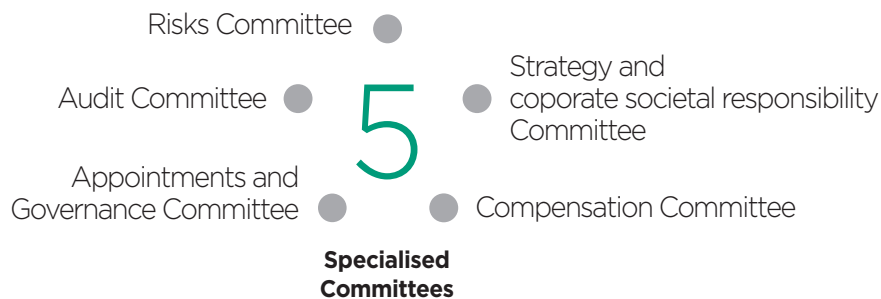 Risks Committee
Audit Committee
5
Strategy and
coporate societal responsibility
Committee
Appointments and
Governance Committee
Compensation Committee
Specialised
Committees